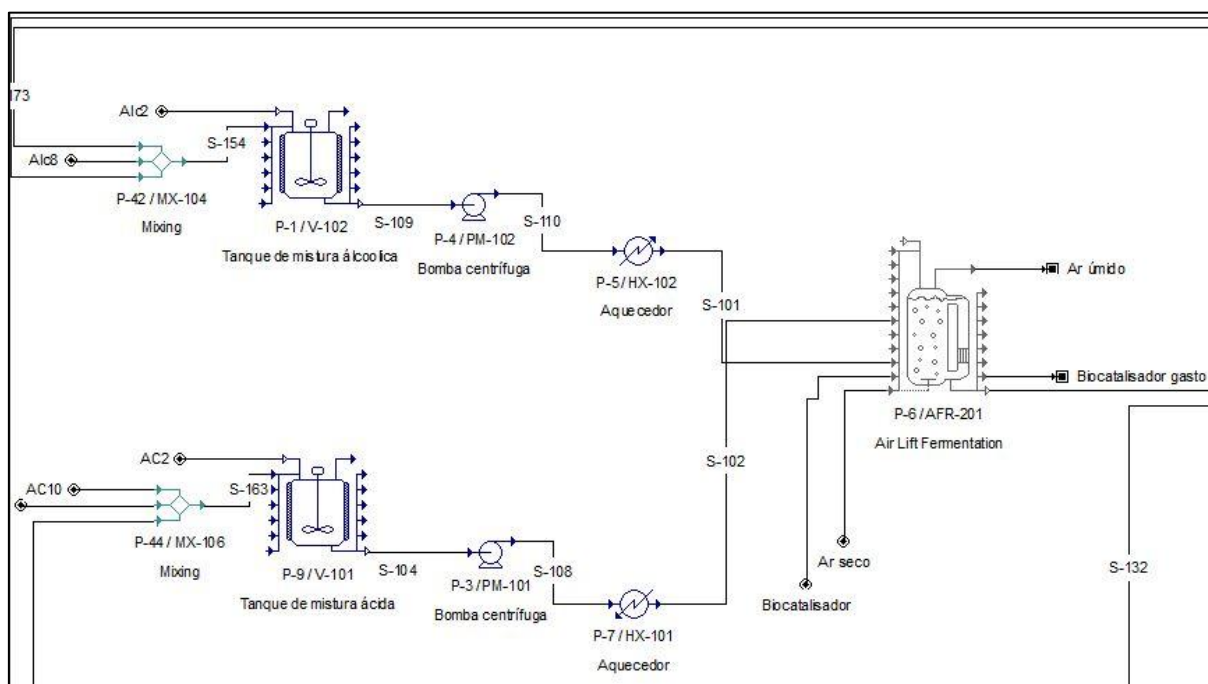 Alc2
Alc8
S-154
P-42 / MX-104
Mixing
P-1 / V-102
Tanque de mistura álcoolica
S-109
P-4 / PM-102
Bomba centrífuga
S-110
P-5 / HX-102
Aquecedor
S-101
Ar úmido
Biocatalisador gasto
P-6 / AFR-201
Air Lift Fermentation
S-102
AC2
AC10
S-163
P-44 / MX-106
Mixing
P-9 / V-101
Tanque de mistura ácida
S-104
P-3 / PM-101
Bomba centrífuga
S-108
P-7 / HX-101
Aquecedor
Ar seco
Biocatalisador
S-132